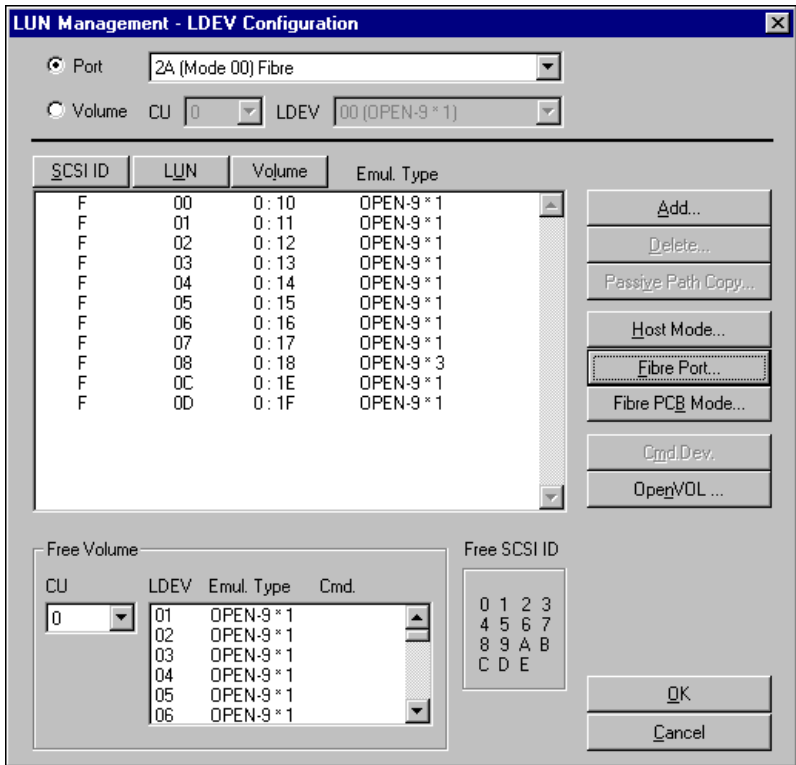 LUN Management - LDEV Configuration
Port 2A (Mode 00) Fibre
Volume CU 0 LDEV 00 (OPEN-9 * 1)
SCSI ID LUN Volume Emul. Type
F 00 0 : 10 OPEN-9 * 1
F 01 0 : 11 OPEN-9 * 1
F 02 0 : 12 OPEN-9 * 1
F 03 0 : 13 OPEN-9 * 1
F 04 0 : 14 OPEN-9 * 1
F 05 0 : 15 OPEN-9 * 1
F 06 0 : 16 OPEN-9 * 1
F 07 0 : 17 OPEN-9 * 1
F 08 0 : 18 OPEN-9 * 3
F 0C 0 : 1E OPEN-9 * 1
F 0D 0 : 1F OPEN-9 * 1
Add...
Delete...
Passive Path Copy...
Host Mode...
Fibre Port...
Fibre PCB Mode...
Cmd.Dev.
OpenVOL ...
Free Volume
CU LDEV Emul. Type Cmd.
0
01 OPEN-9 * 1
02 OPEN-9 * 1
03 OPEN-9 * 1
04 OPEN-9 * 1
05 OPEN-9 * 1
06 OPEN-9 * 1
Free SCSI ID
0 1 2 3
4 5 6 7
8 9 A B
C D E
OK
Cancel